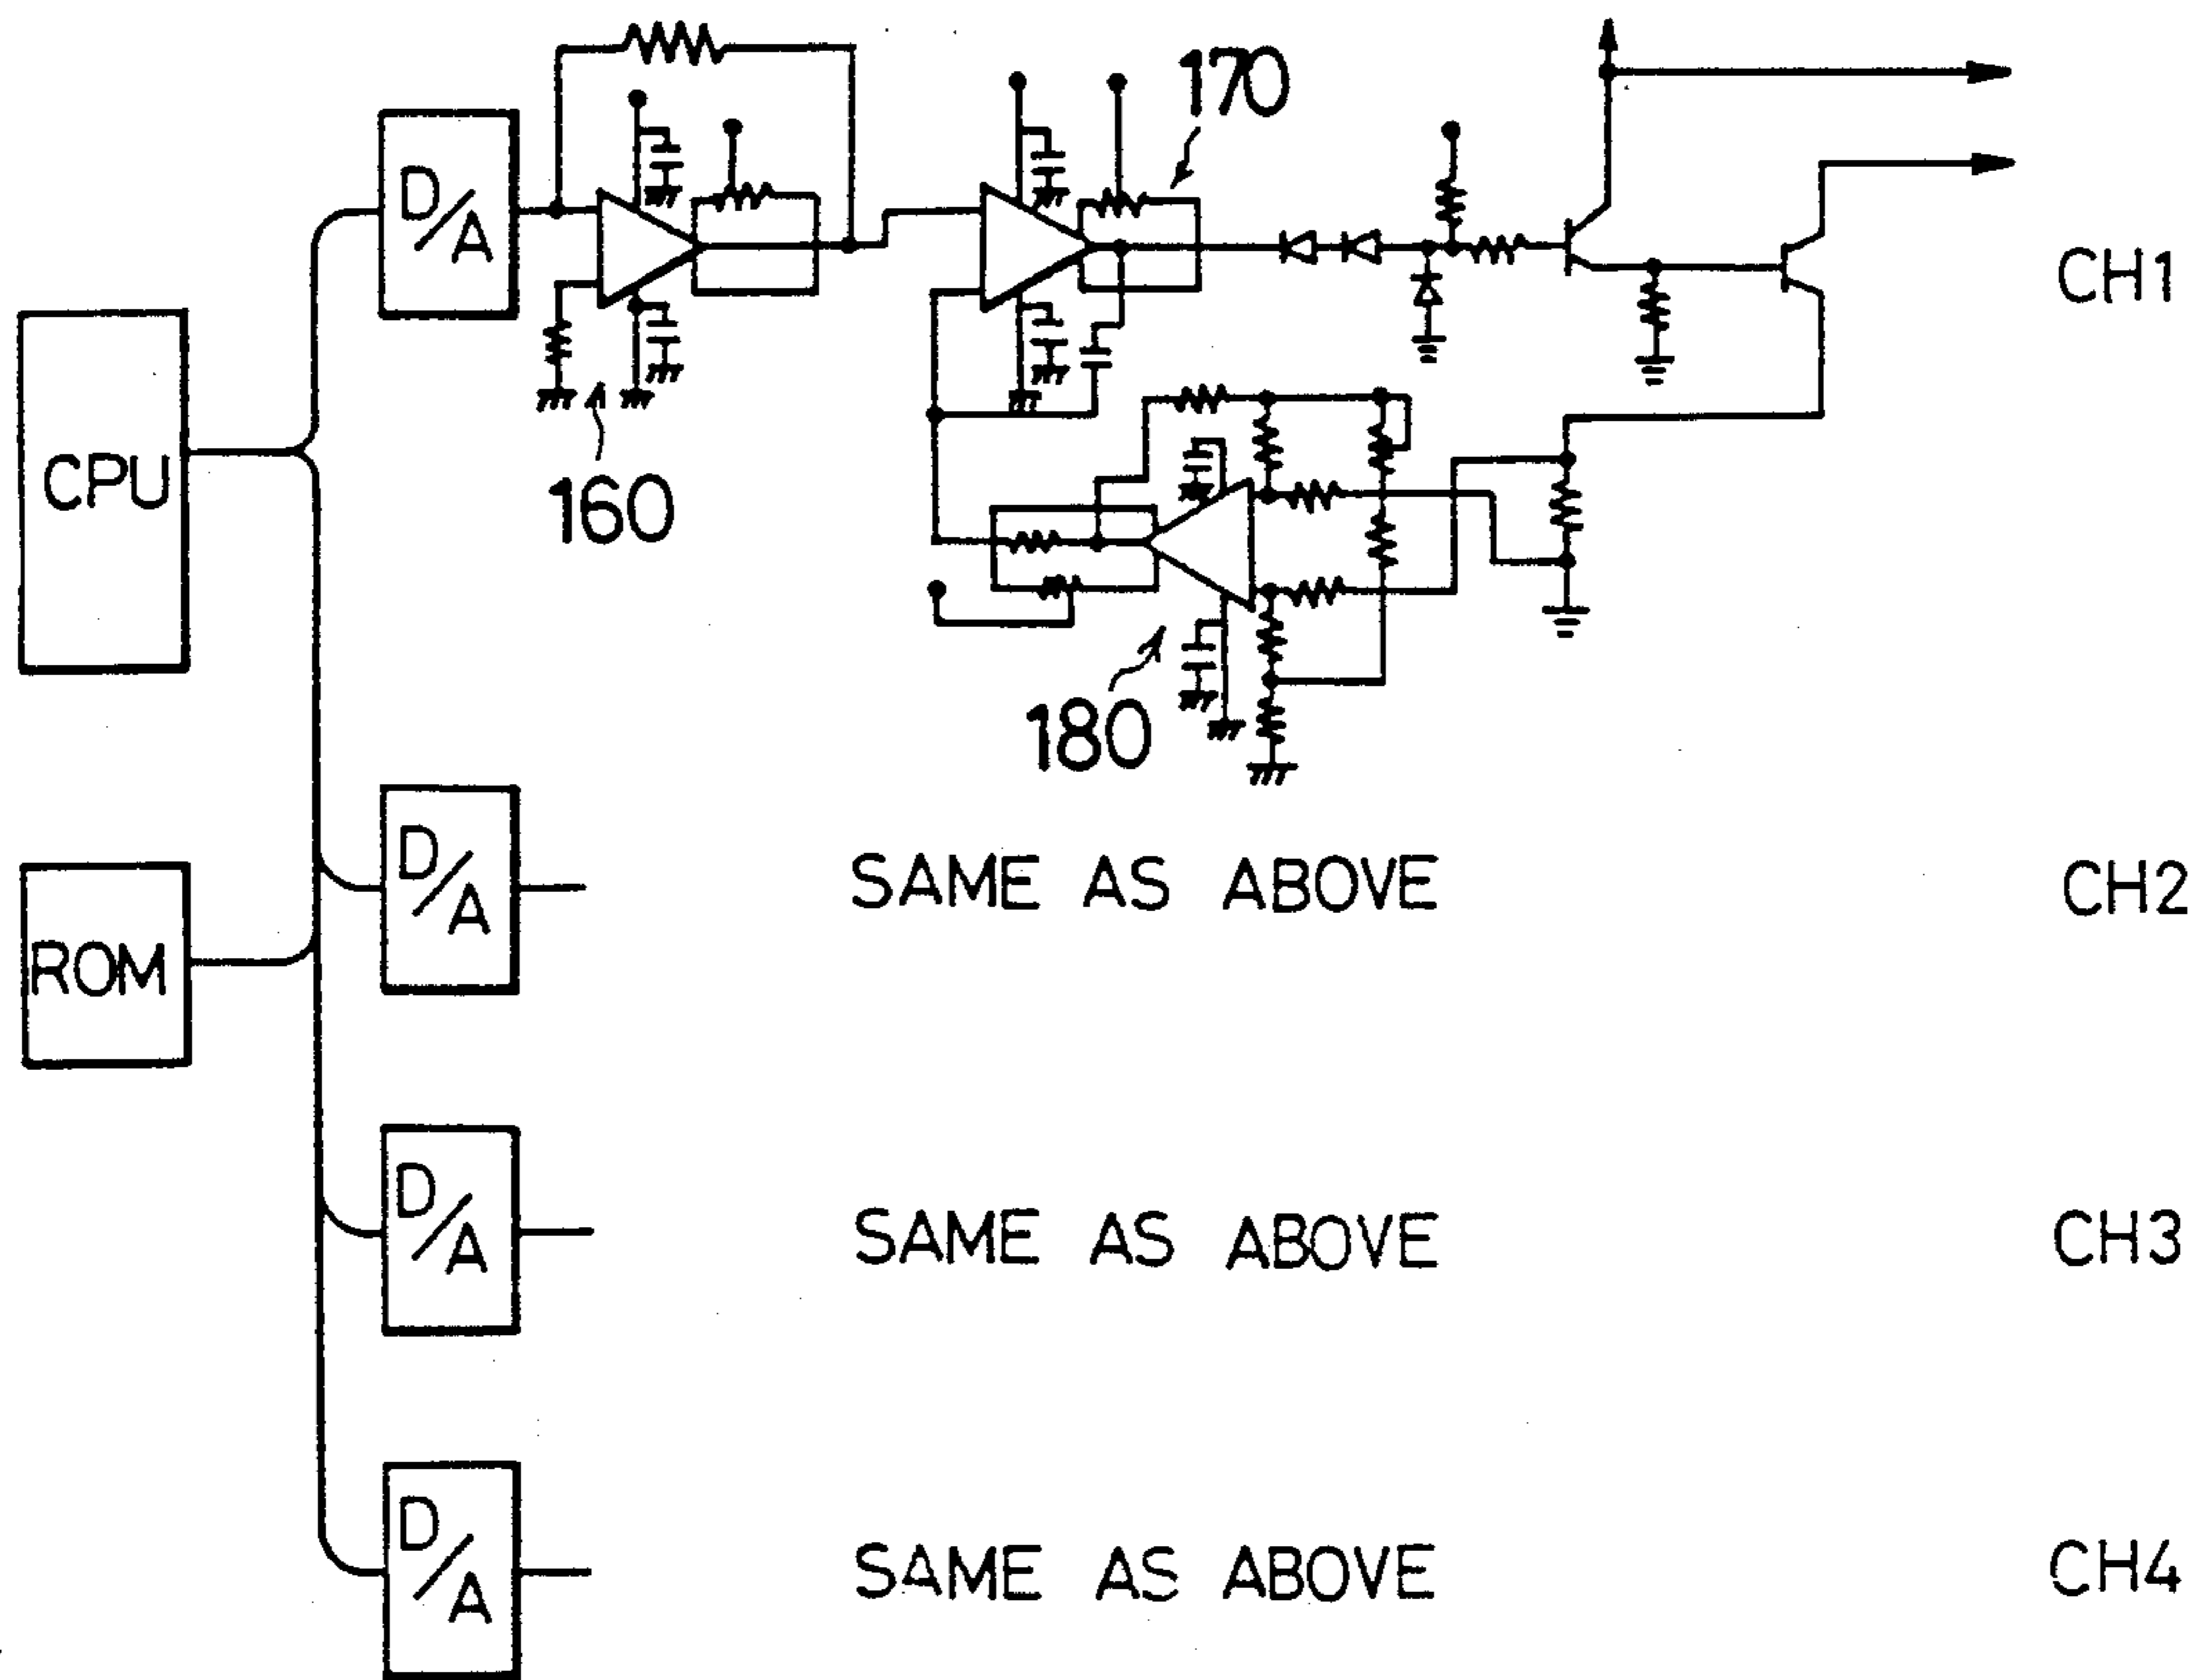 170
D/A
CH1
CPU
160
180
D/A
SAME AS ABOVE
CH2
ROM
D/A
SAME AS ABOVE
CH3
D/A
SAME AS ABOVE
CH4